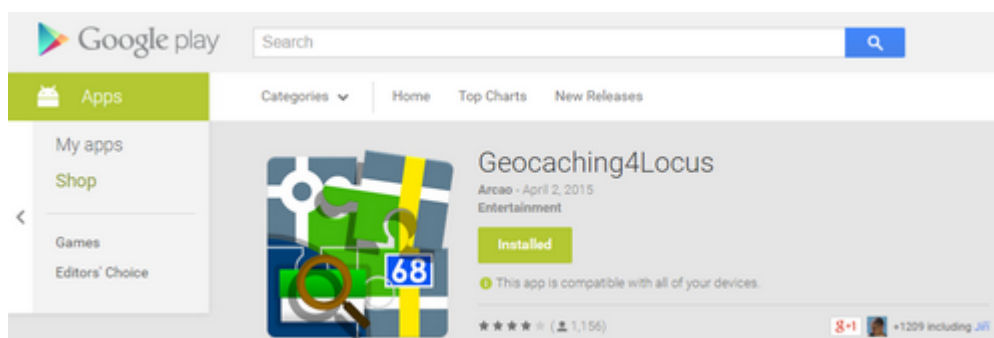 Google play
Search
Apps
Categories Home Top Charts New Releases
My apps
Shop
Games
Editors' Choice
Geocaching4Locus
Arcao - April 2, 2015
Entertainment
Installed
This app is compatible with all of your devices.
(1,156)
g+1 +1209 including Jiří
68